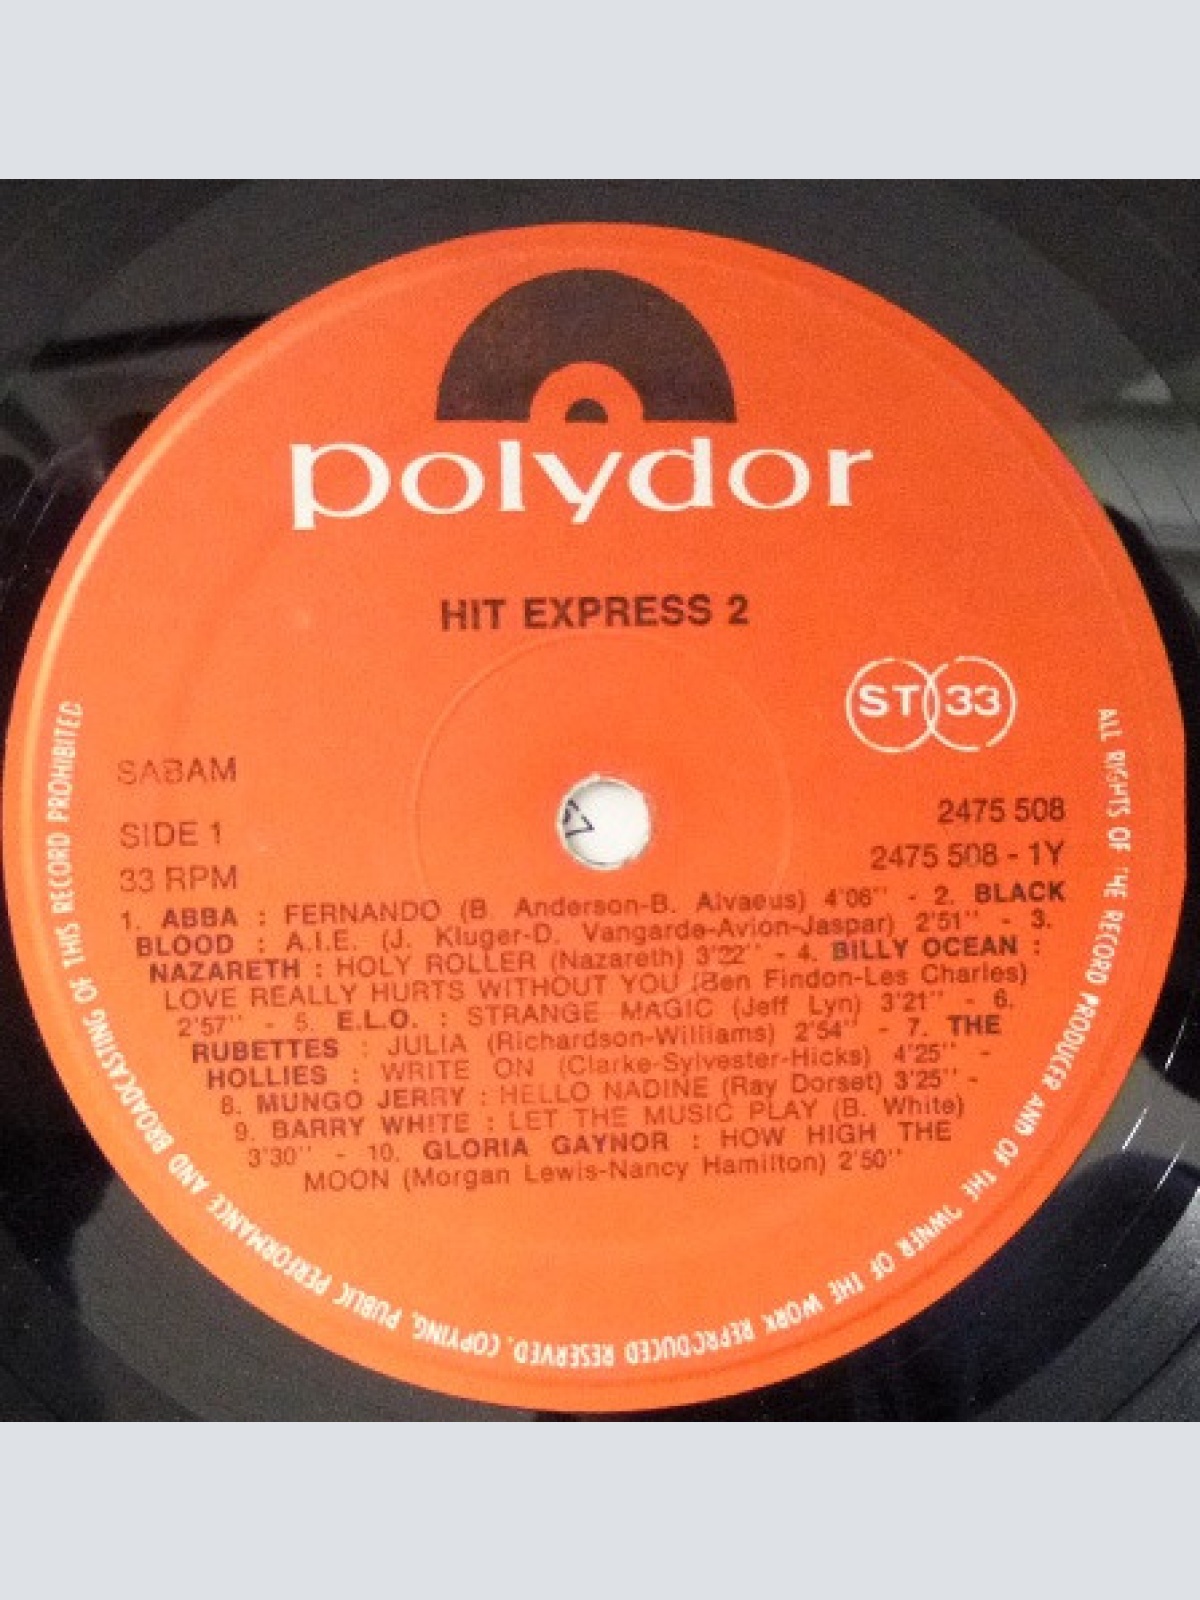 polydor
HIT EXPRESS 2
ST 33
SABAM
SIDE 1
33 RPM
2475 508
2475 508 - 1Y
1. ABBA : FERNANDO (B. Anderson-B. Alvaeus) 4'06" - 2. BLACK
BLOOD : A.I.E. (J. Kluger-D. Vangarde-Avion-Jaspar) 2'51" - 3.
NAZARETH : HOLY ROLLER (Nazareth) 3'22" - 4. BILLY OCEAN :
LOVE REALLY HURTS WITHOUT YOU (Ben Findon-Les Charles)
2'57" - 5. E.L.O. : STRANGE MAGIC (Jeff Lyn) 3'21" - 6.
RUBETTES : JULIA (Richardson-Williams) 2'54" - 7. THE
HOLLIES : WRITE ON (Clarke-Sylvester-Hicks) 4'25" -
8. MUNGO JERRY : HELLO NADINE (Ray Dorset) 3'25" -
9. BARRY WHITE : LET THE MUSIC PLAY (B. White)
3'30" - 10. GLORIA GAYNOR : HOW HIGH THE
MOON (Morgan Lewis-Nancy Hamilton) 2'50"
ALL RIGHTS OF THE RECORD PRODUCER AND OF THE OWNER OF THE WORK REPRODUCED RESERVED. COPYING, PUBLIC PERFORMANCE AND BROADCASTING OF THIS RECORD PROHIBITED